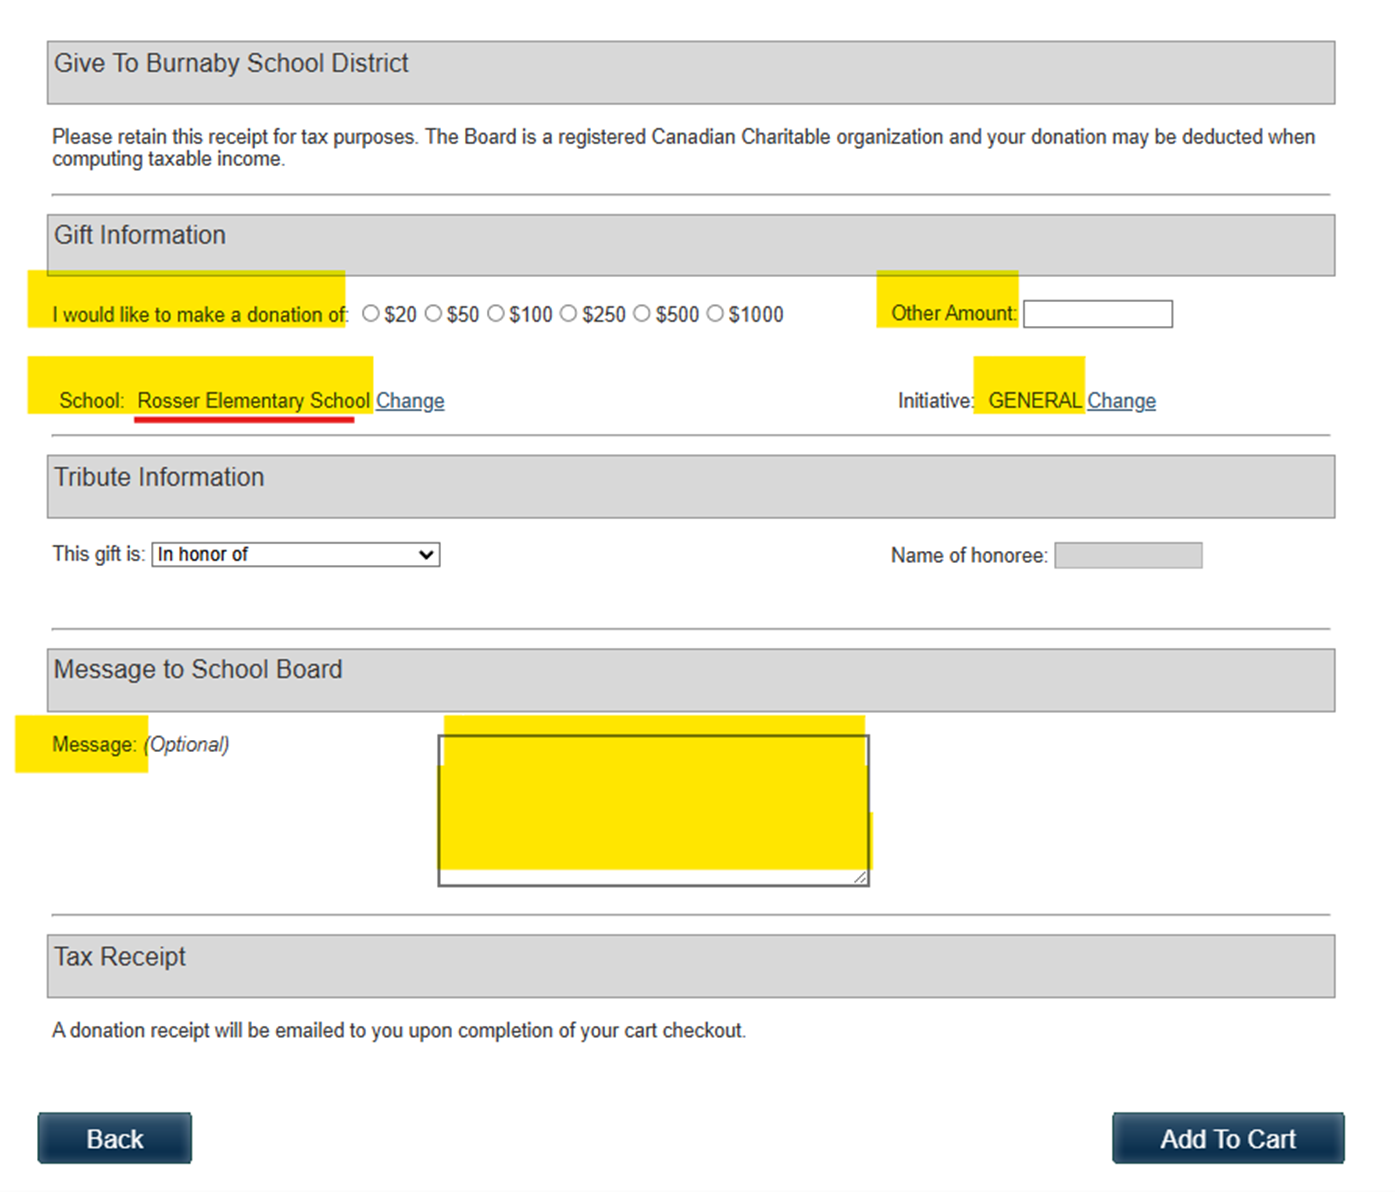 Give To Burnaby School District
Please retain this receipt for tax purposes. The Board is a registered Canadian Charitable organization and your donation may be deducted when
computing taxable income.
Gift Information
I would like to make a donation of: $20 $50 $100 $250 $500 $1000 Other Amount:
School: Rosser Elementary School Change Initiative: GENERAL Change
Tribute Information
This gift is: In honor of Name of honoree:
Message to School Board
Message: (Optional)
Tax Receipt
A donation receipt will be emailed to you upon completion of your cart checkout.
Back Add To Cart